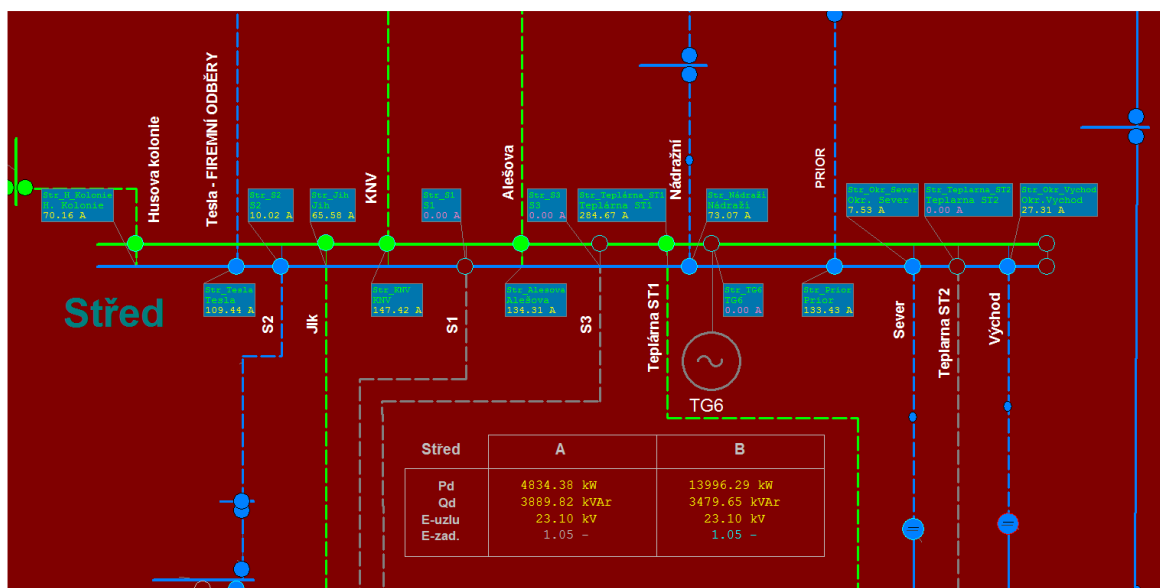 Husova kolonie
Tesla - FIREMNÍ ODBĚRY
KNV
Alešova
Nádražní
PRIOR
Str_H_Kolonie
H. Kolonie
70.16 A
Str_S2
S2
10.02 A
Str_Jih
Jih
65.58 A
Str_S1
S1
0.00 A
Str_S3
S3
0.00 A
Str_Teplárna_ST1
Teplárna ST1
284.67 A
Str_Nádraží
Nádraží
73.07 A
Str_Okr_Sever
Okr. Sever
7.53 A
Str_Teplarna_ST2
Teplarna ST2
0.00 A
Str_Okr_Vychod
Okr.Vychod
27.31 A
Str_Tesla
Tesla
109.44 A
Str_KNV
KNV
147.42 A
Str_Alesova
Alešova
134.31 A
Str_TG6
TG6
0.00 A
Str_Prior
Prior
133.43 A
Střed
S2
Jlk
S1
S3
Teplárna ST1
Sever
Teplarna ST2
Východ
TG6
Střed A B
Pd 4834.38 kW 13996.29 kW
Qd 3889.82 kVAr 3479.65 kVAr
E-uzlu 23.10 kV 23.10 kV
E-zad. 1.05 - 1.05 -